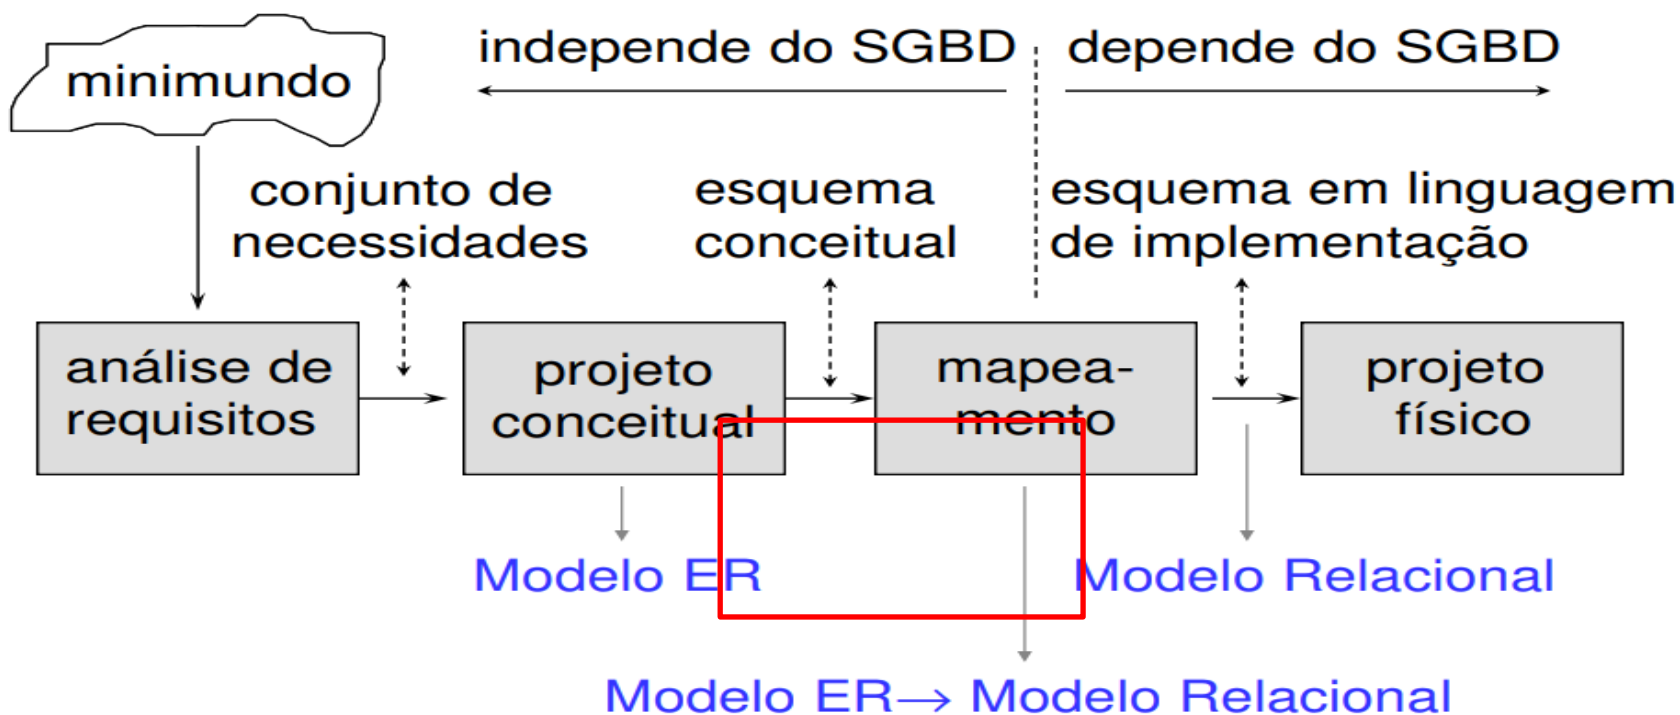 minimundo
independe do SGBD
depende do SGBD
conjunto de
necessidades
esquema
conceitual
esquema em linguagem
de implementação
análise de
requisitos
projeto
conceitual
mapea-
mento
projeto
físico
Modelo ER
Modelo Relacional
Modelo ER→ Modelo Relacional